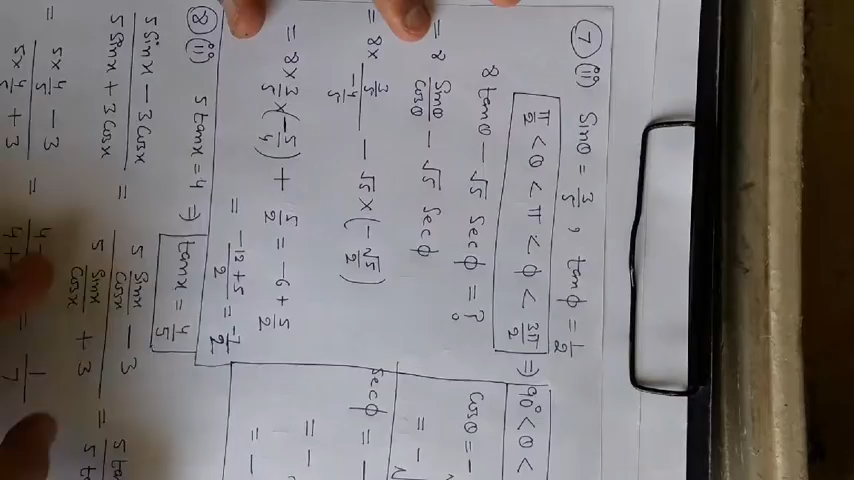 ⑦ (ii) Sinθ = 3/5, tanφ = 1/2
π/2 < θ < π < φ < 3π/2 ⇒ 90° < θ <
8 tanθ − √5 Secφ = ?
Cosθ = −
= 8 Sinθ/Cosθ − √5 Secφ
= − √
= 8 × (3/5)/(−4/5) − √5 × (−√5/2)
Secφ = −
= 8 × 3/5 × (−5/4) + 5/2 = −6 + 5/2
= −
= (−12 + 5)/2 = −7/2
= −
⑧ (ii) 5 tanx = 4 ⇒ tanx = 4/5
(5 Sinx − 3 Cosx)/(5 Sinx + 3 Cosx) = (5 Sinx/Cosx − 3)/(5 Sinx/Cosx + 3) =
= (5 × 4/5 − 3)/(5 × 4/5 + 3) = = 1/7